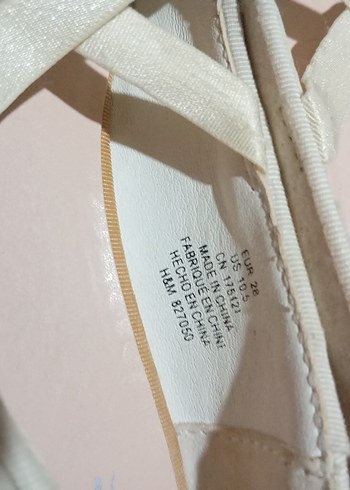 EUR 28
US 10.5
CN 175 (2)
MADE IN CHINA
FABRIQUÉ EN CHINE
HECHO EN CHINA
H&M 827050